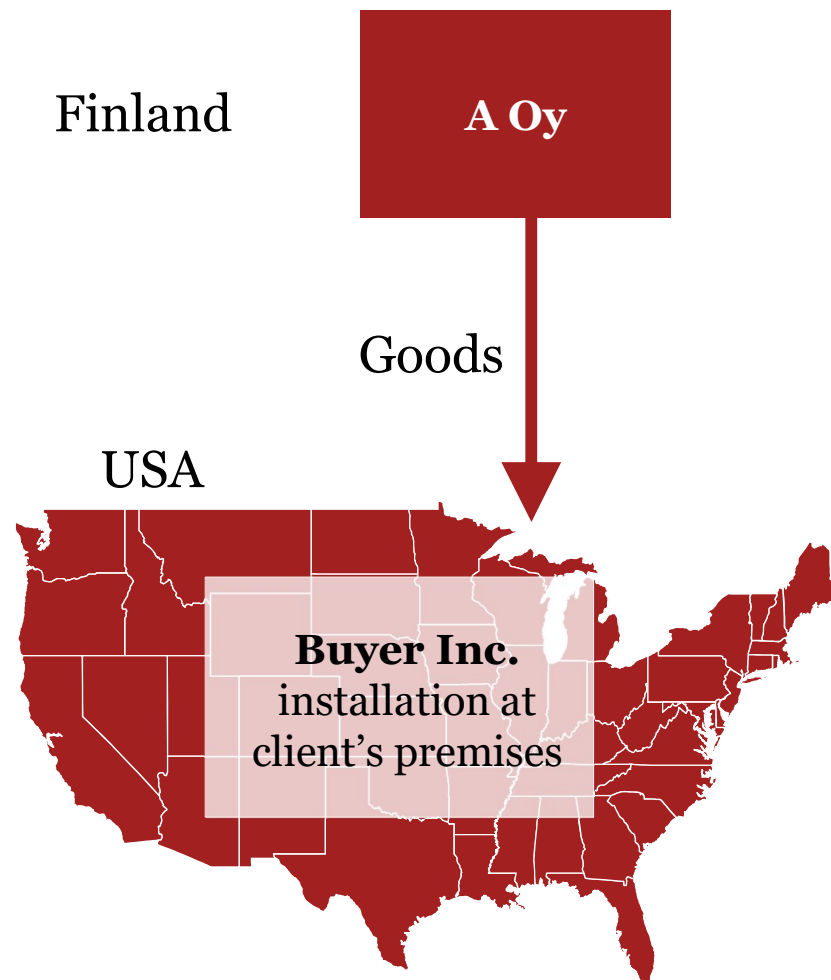 Finland
A Oy
Goods
USA
Buyer Inc.
installation at
client’s premises